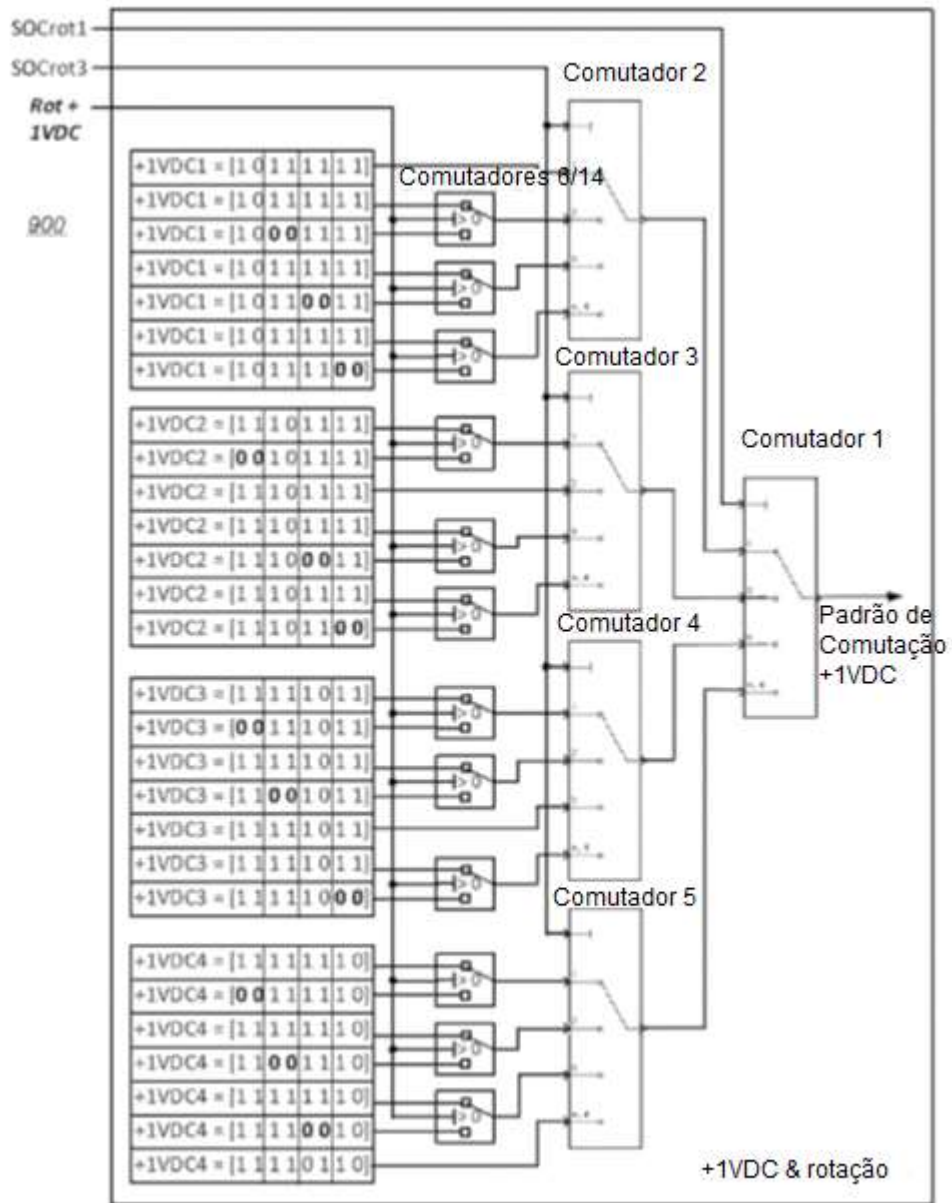 SOCrot1
SOCrot3
Rot +
1VDC
900
Comutador 2
Comutadores 6/14
+1VDC1 = [1 0 1 1 1 1 1 1]
+1VDC1 = [1 0 1 1 1 1 1 1]
+1VDC1 = [1 0 0 0 1 1 1 1]
+1VDC1 = [1 0 1 1 1 1 1 1]
+1VDC1 = [1 0 1 1 0 0 1 1]
+1VDC1 = [1 0 1 1 1 1 1 1]
+1VDC1 = [1 0 1 1 1 1 0 0]
> 0
> 0
> 0
Comutador 3
+1VDC2 = [1 1 1 0 1 1 1 1]
+1VDC2 = [0 0 1 0 1 1 1 1]
+1VDC2 = [1 1 1 0 1 1 1 1]
+1VDC2 = [1 1 1 0 1 1 1 1]
+1VDC2 = [1 1 1 0 0 0 1 1]
+1VDC2 = [1 1 1 0 1 1 1 1]
+1VDC2 = [1 1 1 0 1 1 0 0]
> 0
> 0
> 0
Comutador 1
Padrão de
Comutação
+1VDC
Comutador 4
+1VDC3 = [1 1 1 1 1 0 1 1]
+1VDC3 = [0 0 1 1 1 0 1 1]
+1VDC3 = [1 1 1 1 1 0 1 1]
+1VDC3 = [1 1 0 0 1 0 1 1]
+1VDC3 = [1 1 1 1 1 0 1 1]
+1VDC3 = [1 1 1 1 1 0 1 1]
+1VDC3 = [1 1 1 1 1 0 0 0]
> 0
> 0
> 0
Comutador 5
+1VDC4 = [1 1 1 1 1 1 1 0]
+1VDC4 = [0 0 1 1 1 1 1 0]
+1VDC4 = [1 1 1 1 1 1 1 0]
+1VDC4 = [1 1 0 0 1 1 1 0]
+1VDC4 = [1 1 1 1 1 1 1 0]
+1VDC4 = [1 1 1 1 0 0 1 0]
+1VDC4 = [1 1 1 1 0 1 1 0]
> 0
> 0
> 0
+1VDC & rotação